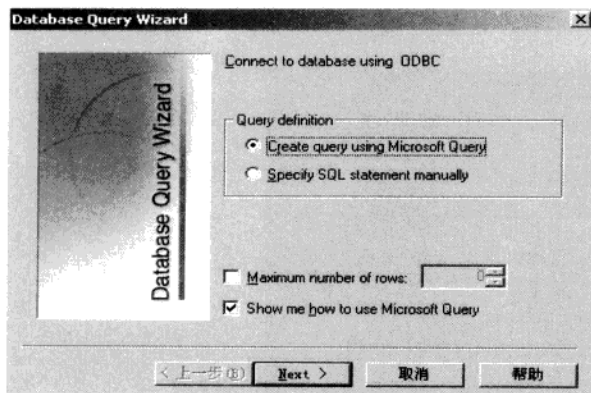 Database Query Wizard
Connect to database using ODBC
Database Query Wizard
Query definition
Create query using Microsoft Query
Specify SQL statement manually
Maximum number of rows: 0
Show me how to use Microsoft Query
< 上一步(B) Next > 取消 帮助